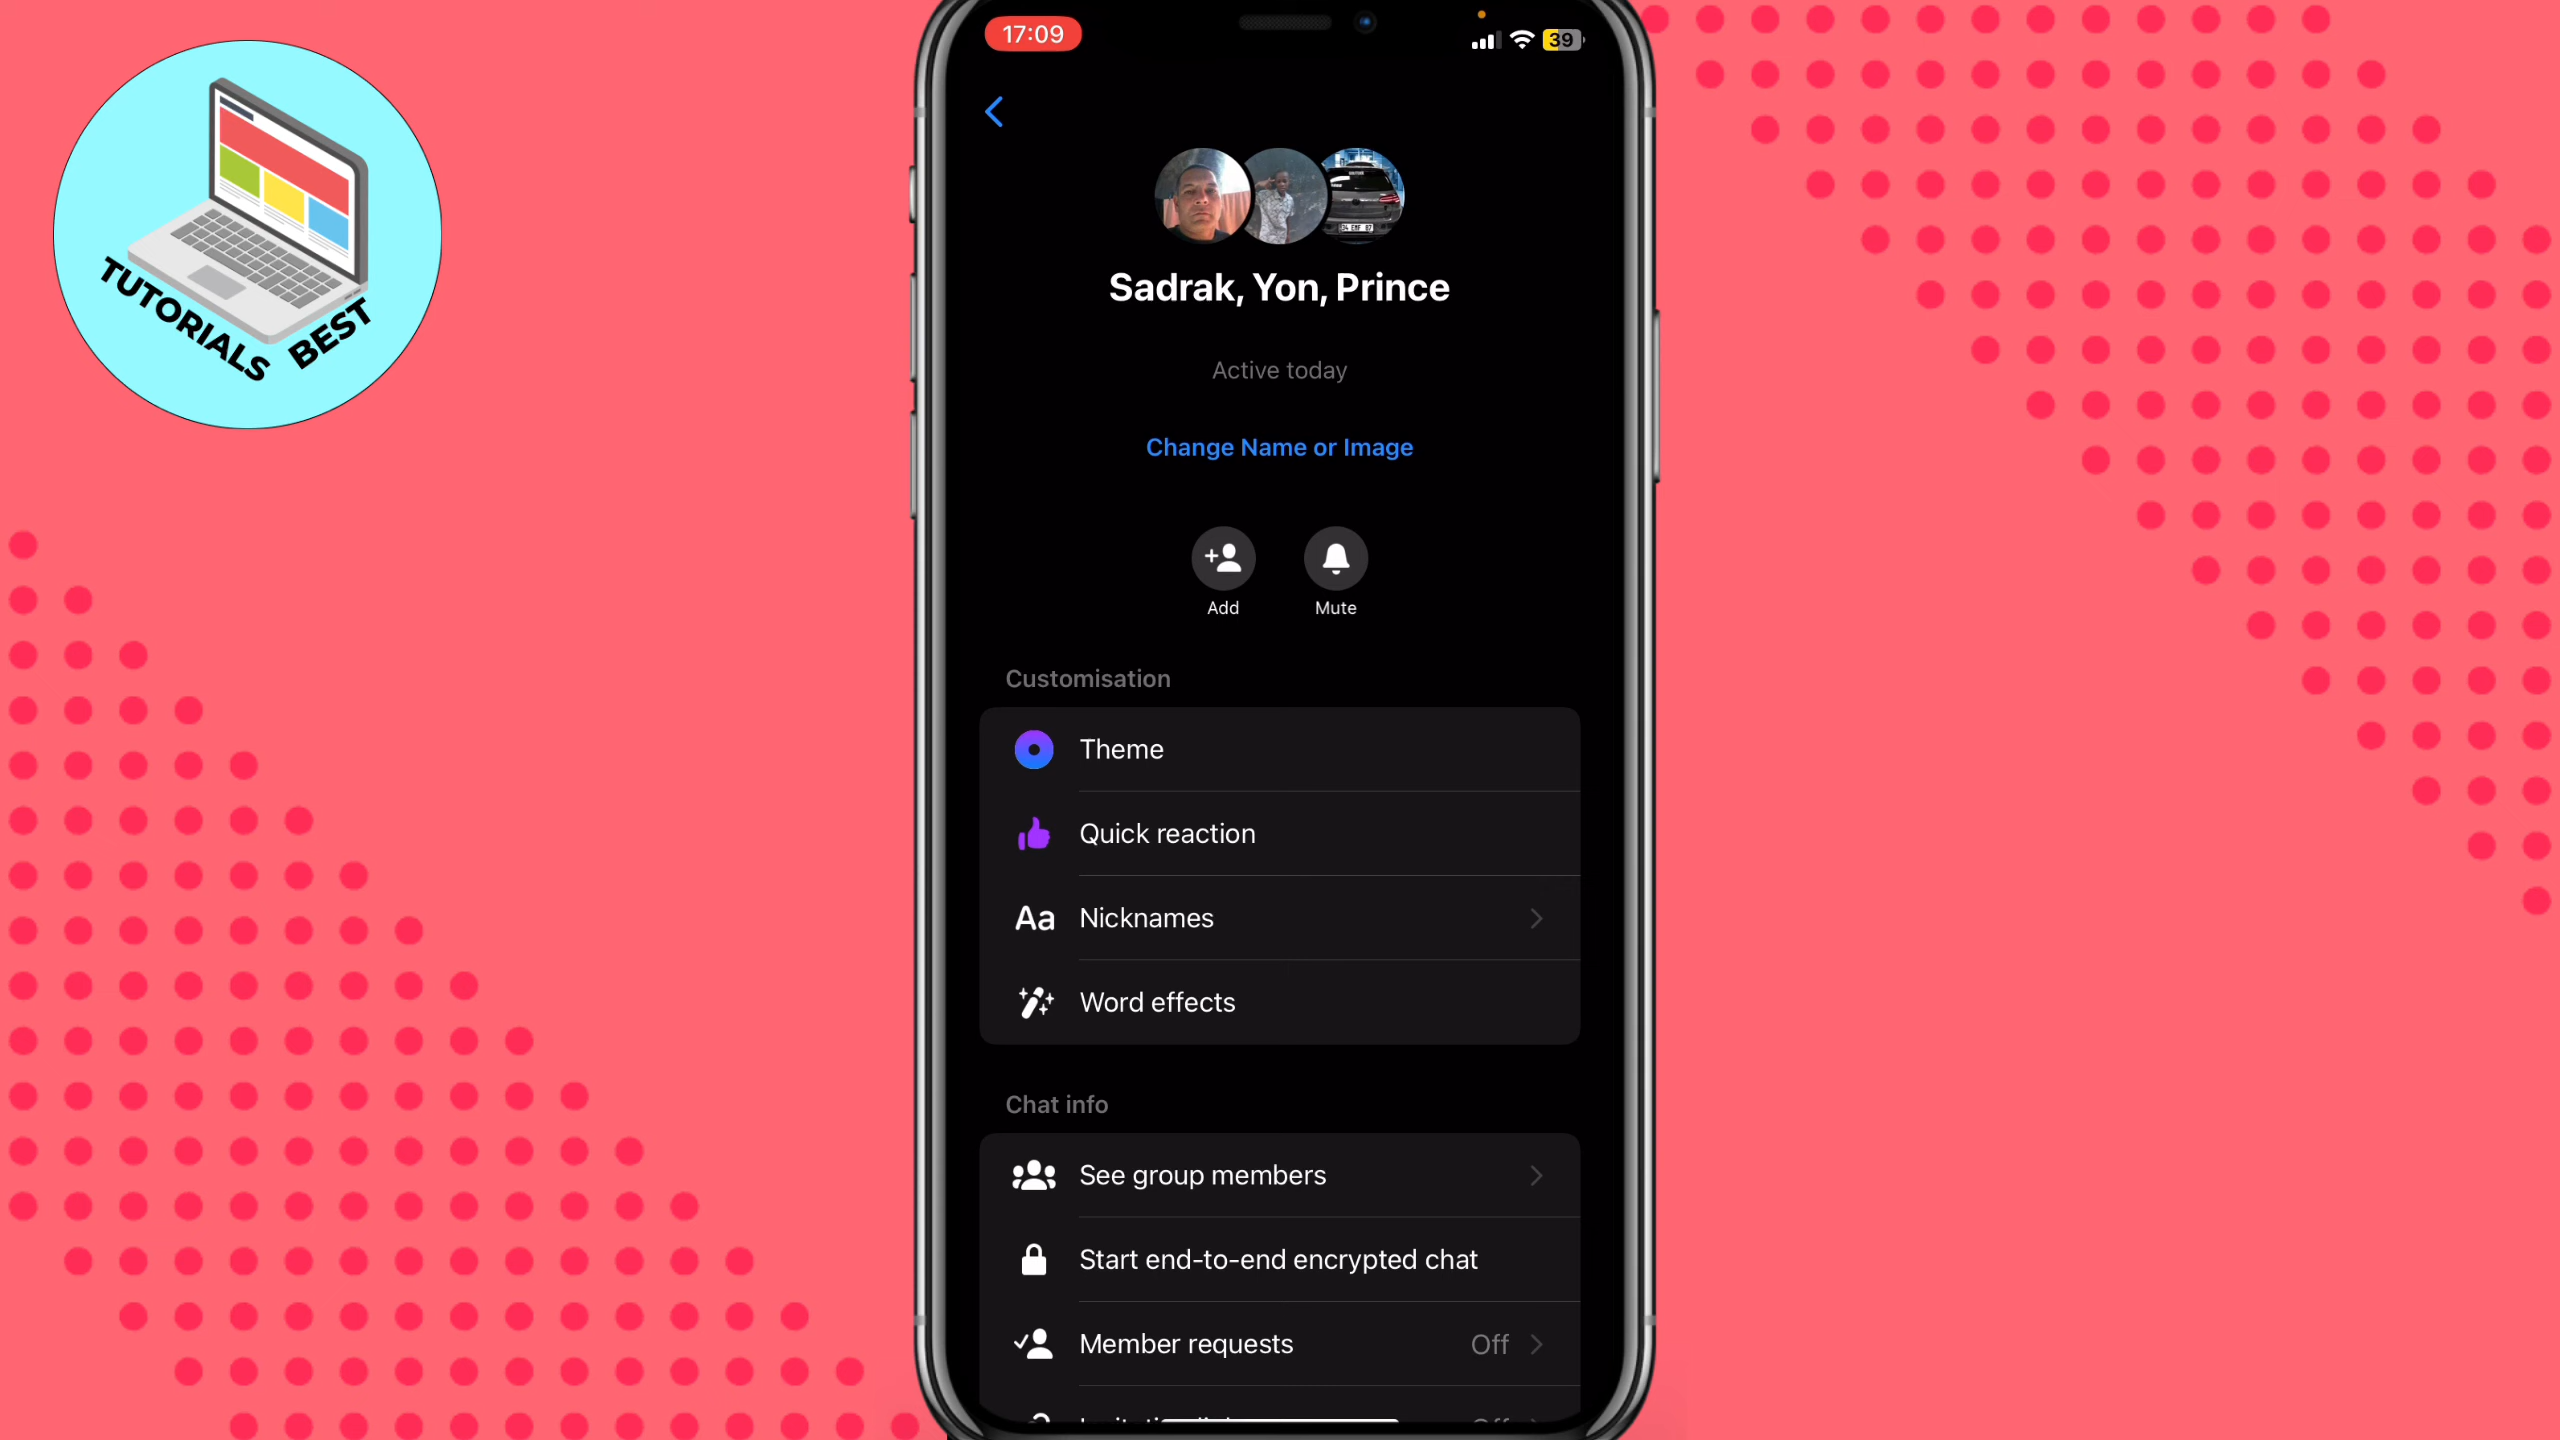 TUTORIALS BEST
17:09
39
Sadrak, Yon, Prince
Active today
Change Name or Image
Add
Mute
Customisation
Theme
Quick reaction
Aa Nicknames
Word effects
Chat info
See group members
Start end-to-end encrypted chat
Member requests Off